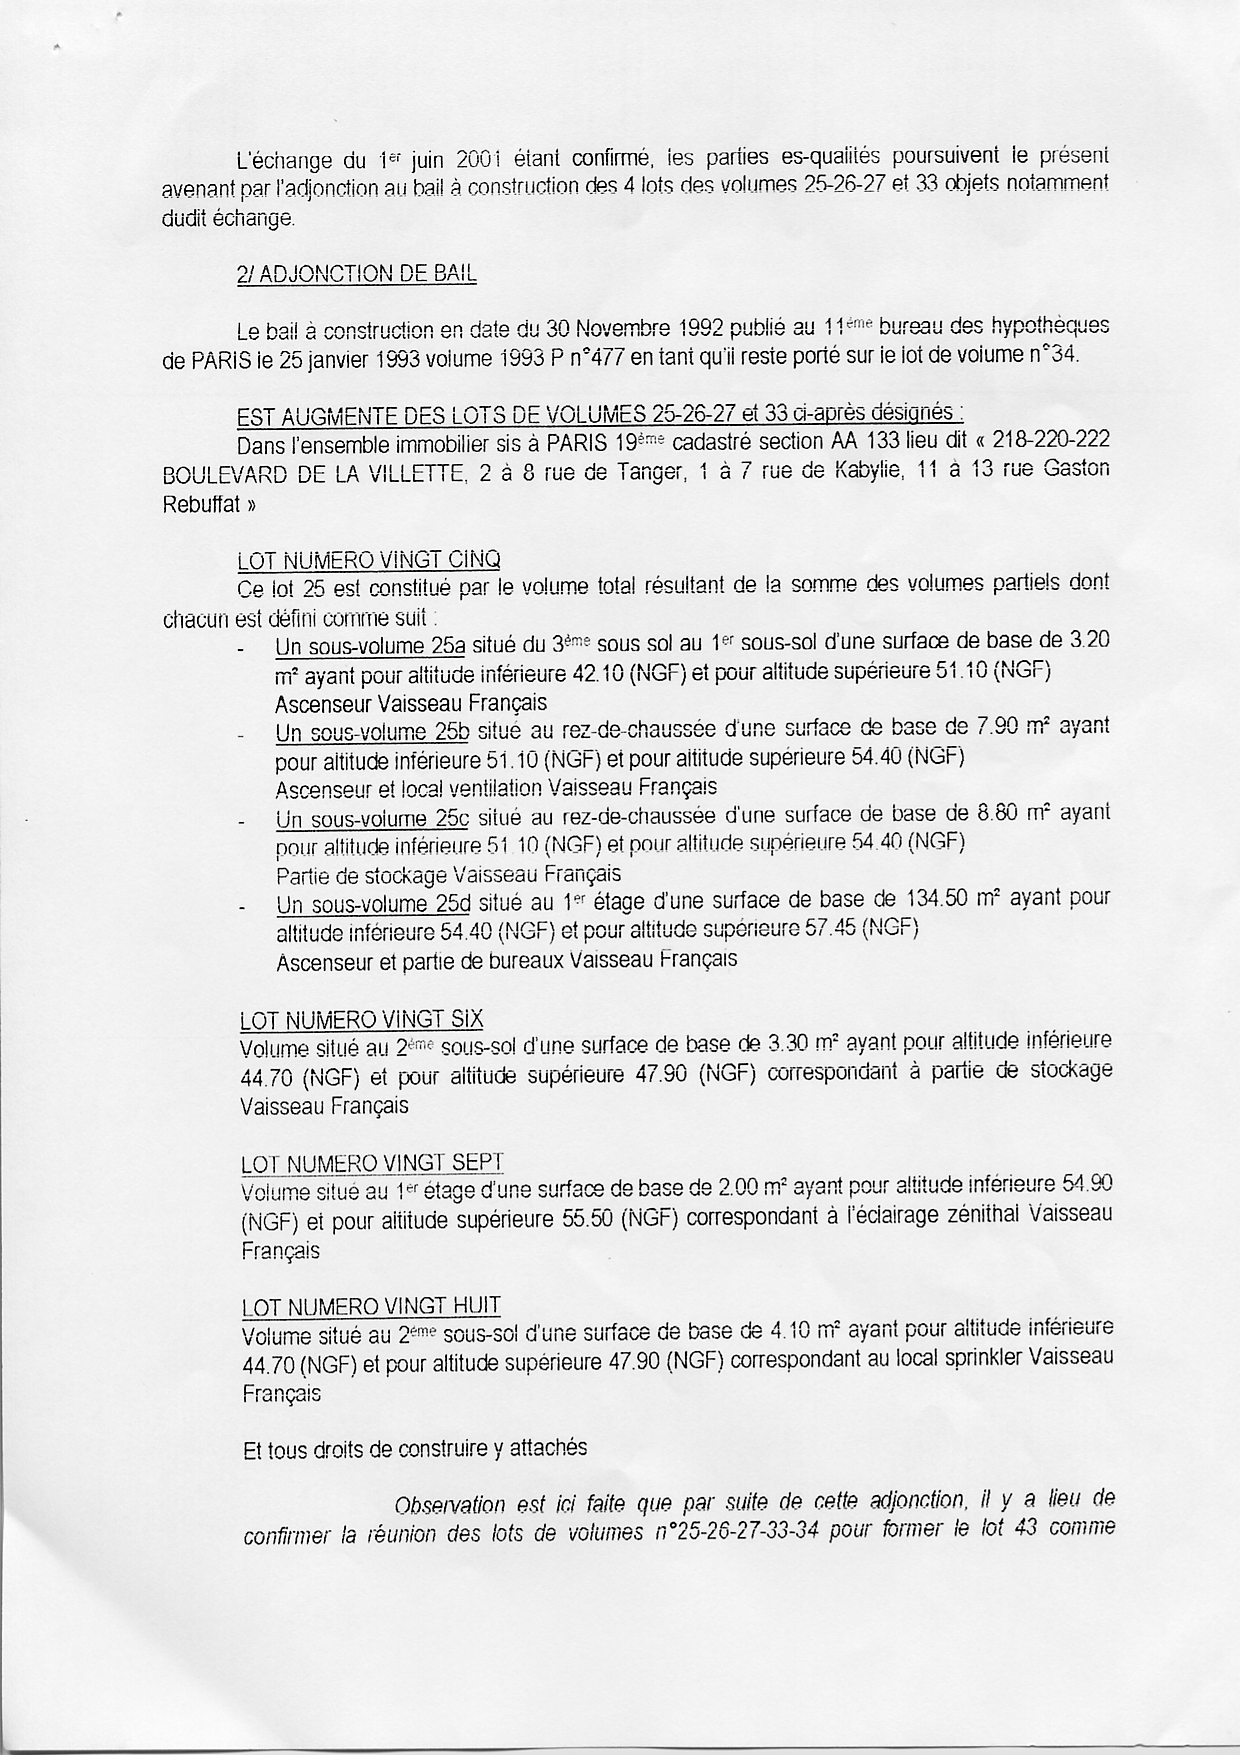 L'échange du 1er juin 2001 étant confirmé, les parties es-qualités poursuivent le présent
avenant par l'adjonction au bail à construction des 4 lots des volumes 25-26-27 et 33 objets notamment
dudit échange.
2/ ADJONCTION DE BAIL
Le bail à construction en date du 30 Novembre 1992 publié au 11ème bureau des hypothèques
de PARIS le 25 janvier 1993 volume 1993 P n°477 en tant qu'il reste porté sur le lot de volume n°34.
EST AUGMENTE DES LOTS DE VOLUMES 25-26-27 et 33 ci-après désignés :
Dans l'ensemble immobilier sis à PARIS 19ème cadastré section AA 133 lieu dit « 218-220-222
BOULEVARD DE LA VILLETTE, 2 à 8 rue de Tanger, 1 à 7 rue de Kabylie, 11 à 13 rue Gaston
Rebuffat »
LOT NUMERO VINGT CINQ
Ce lot 25 est constitué par le volume total résultant de la somme des volumes partiels dont
chacun est défini comme suit :
- Un sous-volume 25a situé du 3ème sous sol au 1er sous-sol d'une surface de base de 3.20
m² ayant pour altitude inférieure 42.10 (NGF) et pour altitude supérieure 51.10 (NGF)
Ascenseur Vaisseau Français
- Un sous-volume 25b situé au rez-de-chaussée d'une surface de base de 7.90 m² ayant
pour altitude inférieure 51.10 (NGF) et pour altitude supérieure 54.40 (NGF)
Ascenseur et local ventilation Vaisseau Français
- Un sous-volume 25c situé au rez-de-chaussée d'une surface de base de 8.80 m² ayant
pour altitude inférieure 51.10 (NGF) et pour altitude supérieure 54.40 (NGF)
Partie de stockage Vaisseau Français
- Un sous-volume 25d situé au 1er étage d'une surface de base de 134.50 m² ayant pour
altitude inférieure 54.40 (NGF) et pour altitude supérieure 57.45 (NGF)
Ascenseur et partie de bureaux Vaisseau Français
LOT NUMERO VINGT SIX
Volume situé au 2ème sous-sol d'une surface de base de 3.30 m² ayant pour altitude inférieure
44.70 (NGF) et pour altitude supérieure 47.90 (NGF) correspondant à partie de stockage
Vaisseau Français
LOT NUMERO VINGT SEPT
Volume situé au 1er étage d'une surface de base de 2.00 m² ayant pour altitude inférieure 54.90
(NGF) et pour altitude supérieure 55.50 (NGF) correspondant à l'éclairage zénithal Vaisseau
Français
LOT NUMERO VINGT HUIT
Volume situé au 2ème sous-sol d'une surface de base de 4.10 m² ayant pour altitude inférieure
44.70 (NGF) et pour altitude supérieure 47.90 (NGF) correspondant au local sprinkler Vaisseau
Français
Et tous droits de construire y attachés
Observation est ici faite que par suite de cette adjonction, il y a lieu de
confirmer la réunion des lots de volumes n°25-26-27-33-34 pour former le lot 43 comme